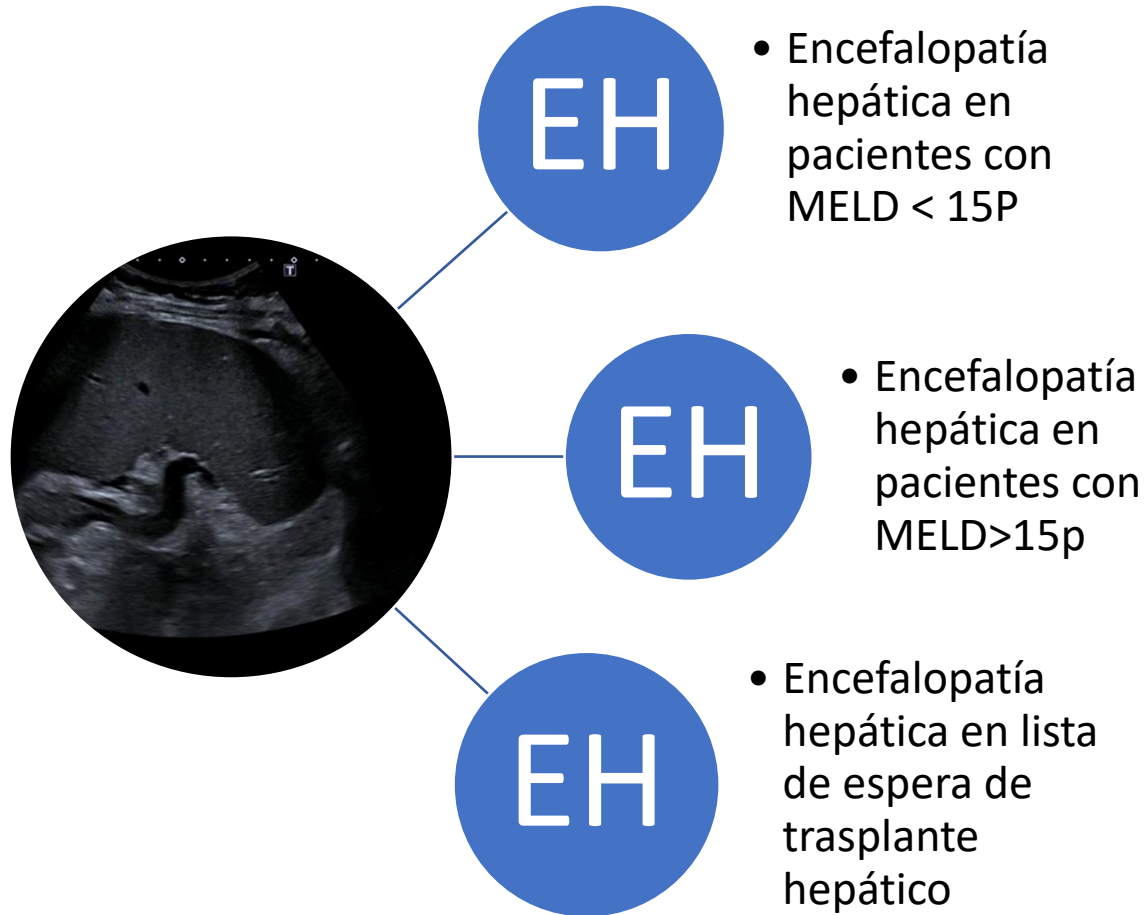 EH
• Encefalopatía
hepática en
pacientes con
MELD < 15P
T
EH
• Encefalopatía
hepática en
pacientes con
MELD>15p
EH
• Encefalopatía
hepática en lista
de espera de
trasplante
hepático